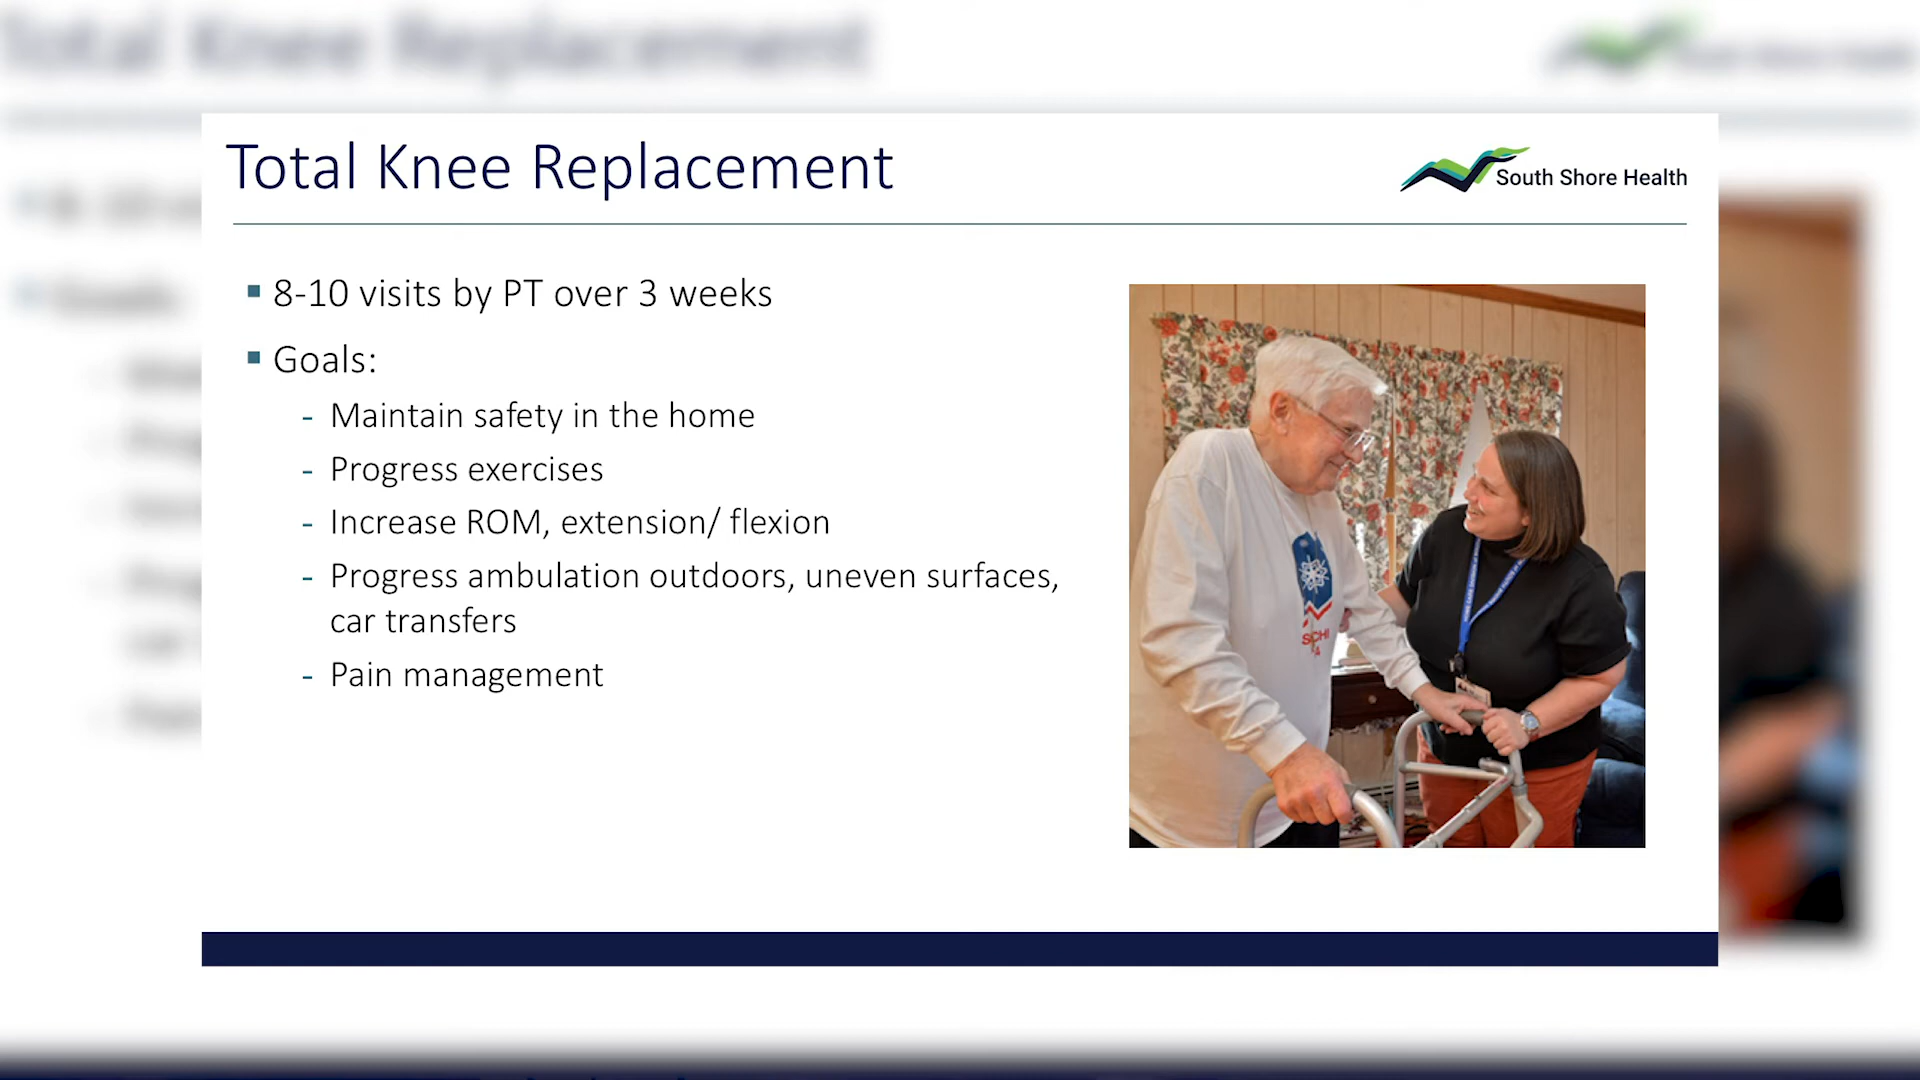 Total Knee Replacement
South Shore Health
▪ 8-10 visits by PT over 3 weeks
▪ Goals:
- Maintain safety in the home
- Progress exercises
- Increase ROM, extension/ flexion
- Progress ambulation outdoors, uneven surfaces,
car transfers
- Pain management